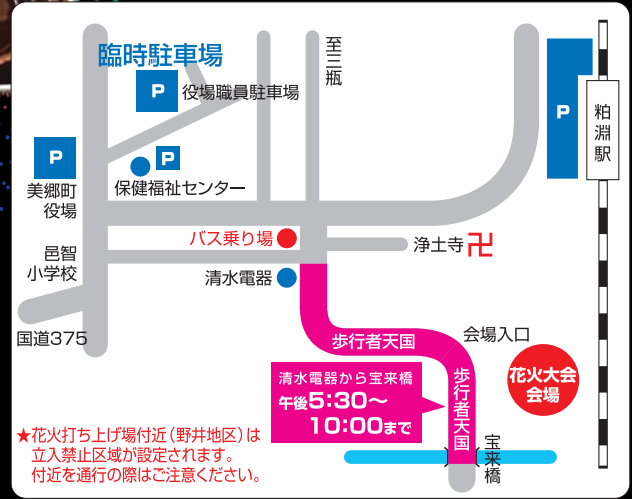 臨時駐車場
P
役場職員駐車場
至三瓶
P
粕淵駅
P
美郷町
役場
P
保健福祉センター
バス乗り場
浄土寺卍
邑智
小学校
清水電器
国道375
歩行者天国
会場入口
清水電器から宝来橋
午後5:30〜
10:00まで
歩行者天国
花火大会
会場
宝来橋
★花火打ち上げ場付近（野井地区）は
立入禁止区域が設定されます。
付近を通行の際はご注意ください。